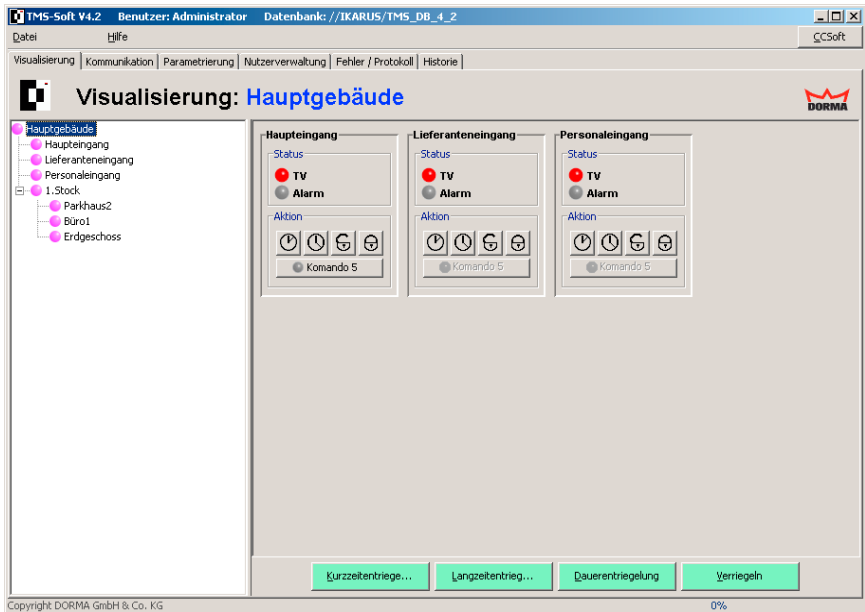 TMS-Soft V4.2 Benutzer: Administrator Datenbank: //IKARUS/TMS_DB_4_2
Datei Hilfe CCSoft
Visualisierung Kommunikation Parametrierung Nutzerverwaltung Fehler / Protokoll Historie
Visualisierung: Hauptgebäude
DORMA
Hauptgebäude
Haupteingang
Lieferanteneingang
Personaleingang
1.Stock
Parkhaus2
Büro1
Erdgeschoss
Haupteingang
Status
TV
Alarm
Aktion
Komando 5
Lieferanteneingang
Status
TV
Alarm
Aktion
Komando 5
Personaleingang
Status
TV
Alarm
Aktion
Komando 5
Kurzzeitentriege... Langzeitentrieg... Dauerentriegelung Verriegeln
Copyright DORMA GmbH & Co. KG 0%